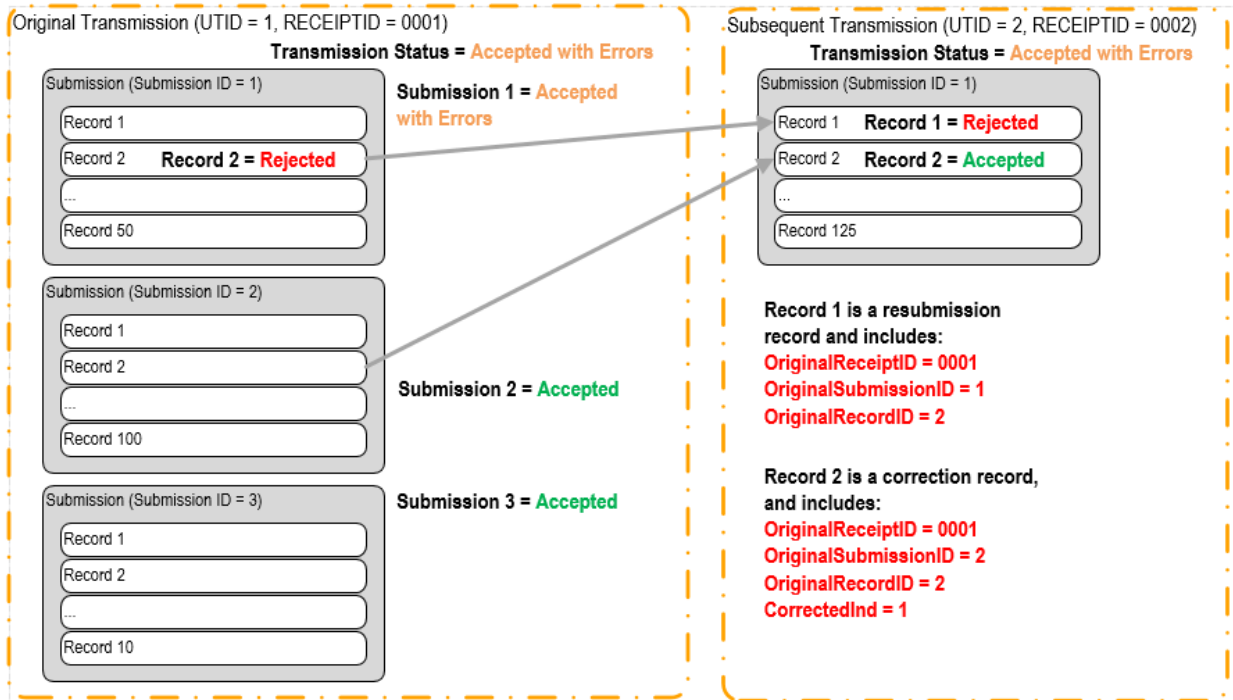 Original Transmission (UTID = 1, RECEIPTID = 0001)
Transmission Status = Accepted with Errors
Submission (Submission ID = 1)
Record 1
Record 2 Record 2 = Rejected
...
Record 50
Submission 1 = Accepted
with Errors
Submission (Submission ID = 2)
Record 1
Record 2
...
Record 100
Submission 2 = Accepted
Submission (Submission ID = 3)
Record 1
Record 2
...
Record 10
Submission 3 = Accepted
Subsequent Transmission (UTID = 2, RECEIPTID = 0002)
Transmission Status = Accepted with Errors
Submission (Submission ID = 1)
Record 1 Record 1 = Rejected
Record 2 Record 2 = Accepted
...
Record 125
Record 1 is a resubmission
record and includes:
OriginalReceiptID = 0001
OriginalSubmissionID = 1
OriginalRecordID = 2
Record 2 is a correction record,
and includes:
OriginalReceiptID = 0001
OriginalSubmissionID = 2
OriginalRecordID = 2
CorrectedInd = 1